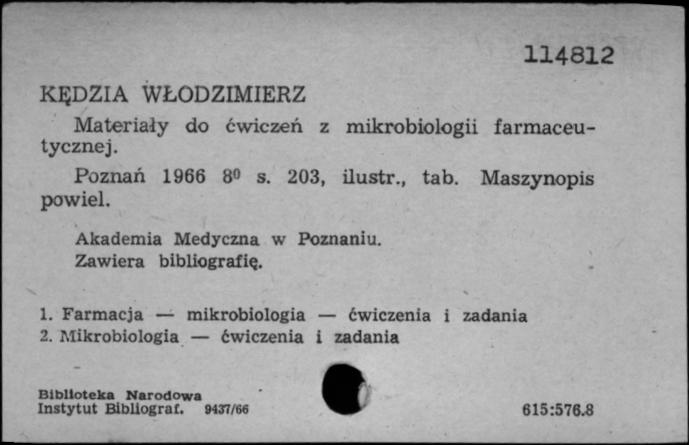 114812
KĘDZIA WŁODZIMIERZ
Materiały do ćwiczeń z mikrobiologii farmaceu-
tycznej.
Poznań 1966 8⁰ s. 203, ilustr., tab. Maszynopis
powiel.
Akademia Medyczna w Poznaniu.
Zawiera bibliografię.
1. Farmacja — mikrobiologia — ćwiczenia i zadania
2. Mikrobiologia — ćwiczenia i zadania
Biblioteka Narodowa
Instytut Bibliograf. 9437/66
615:576.8